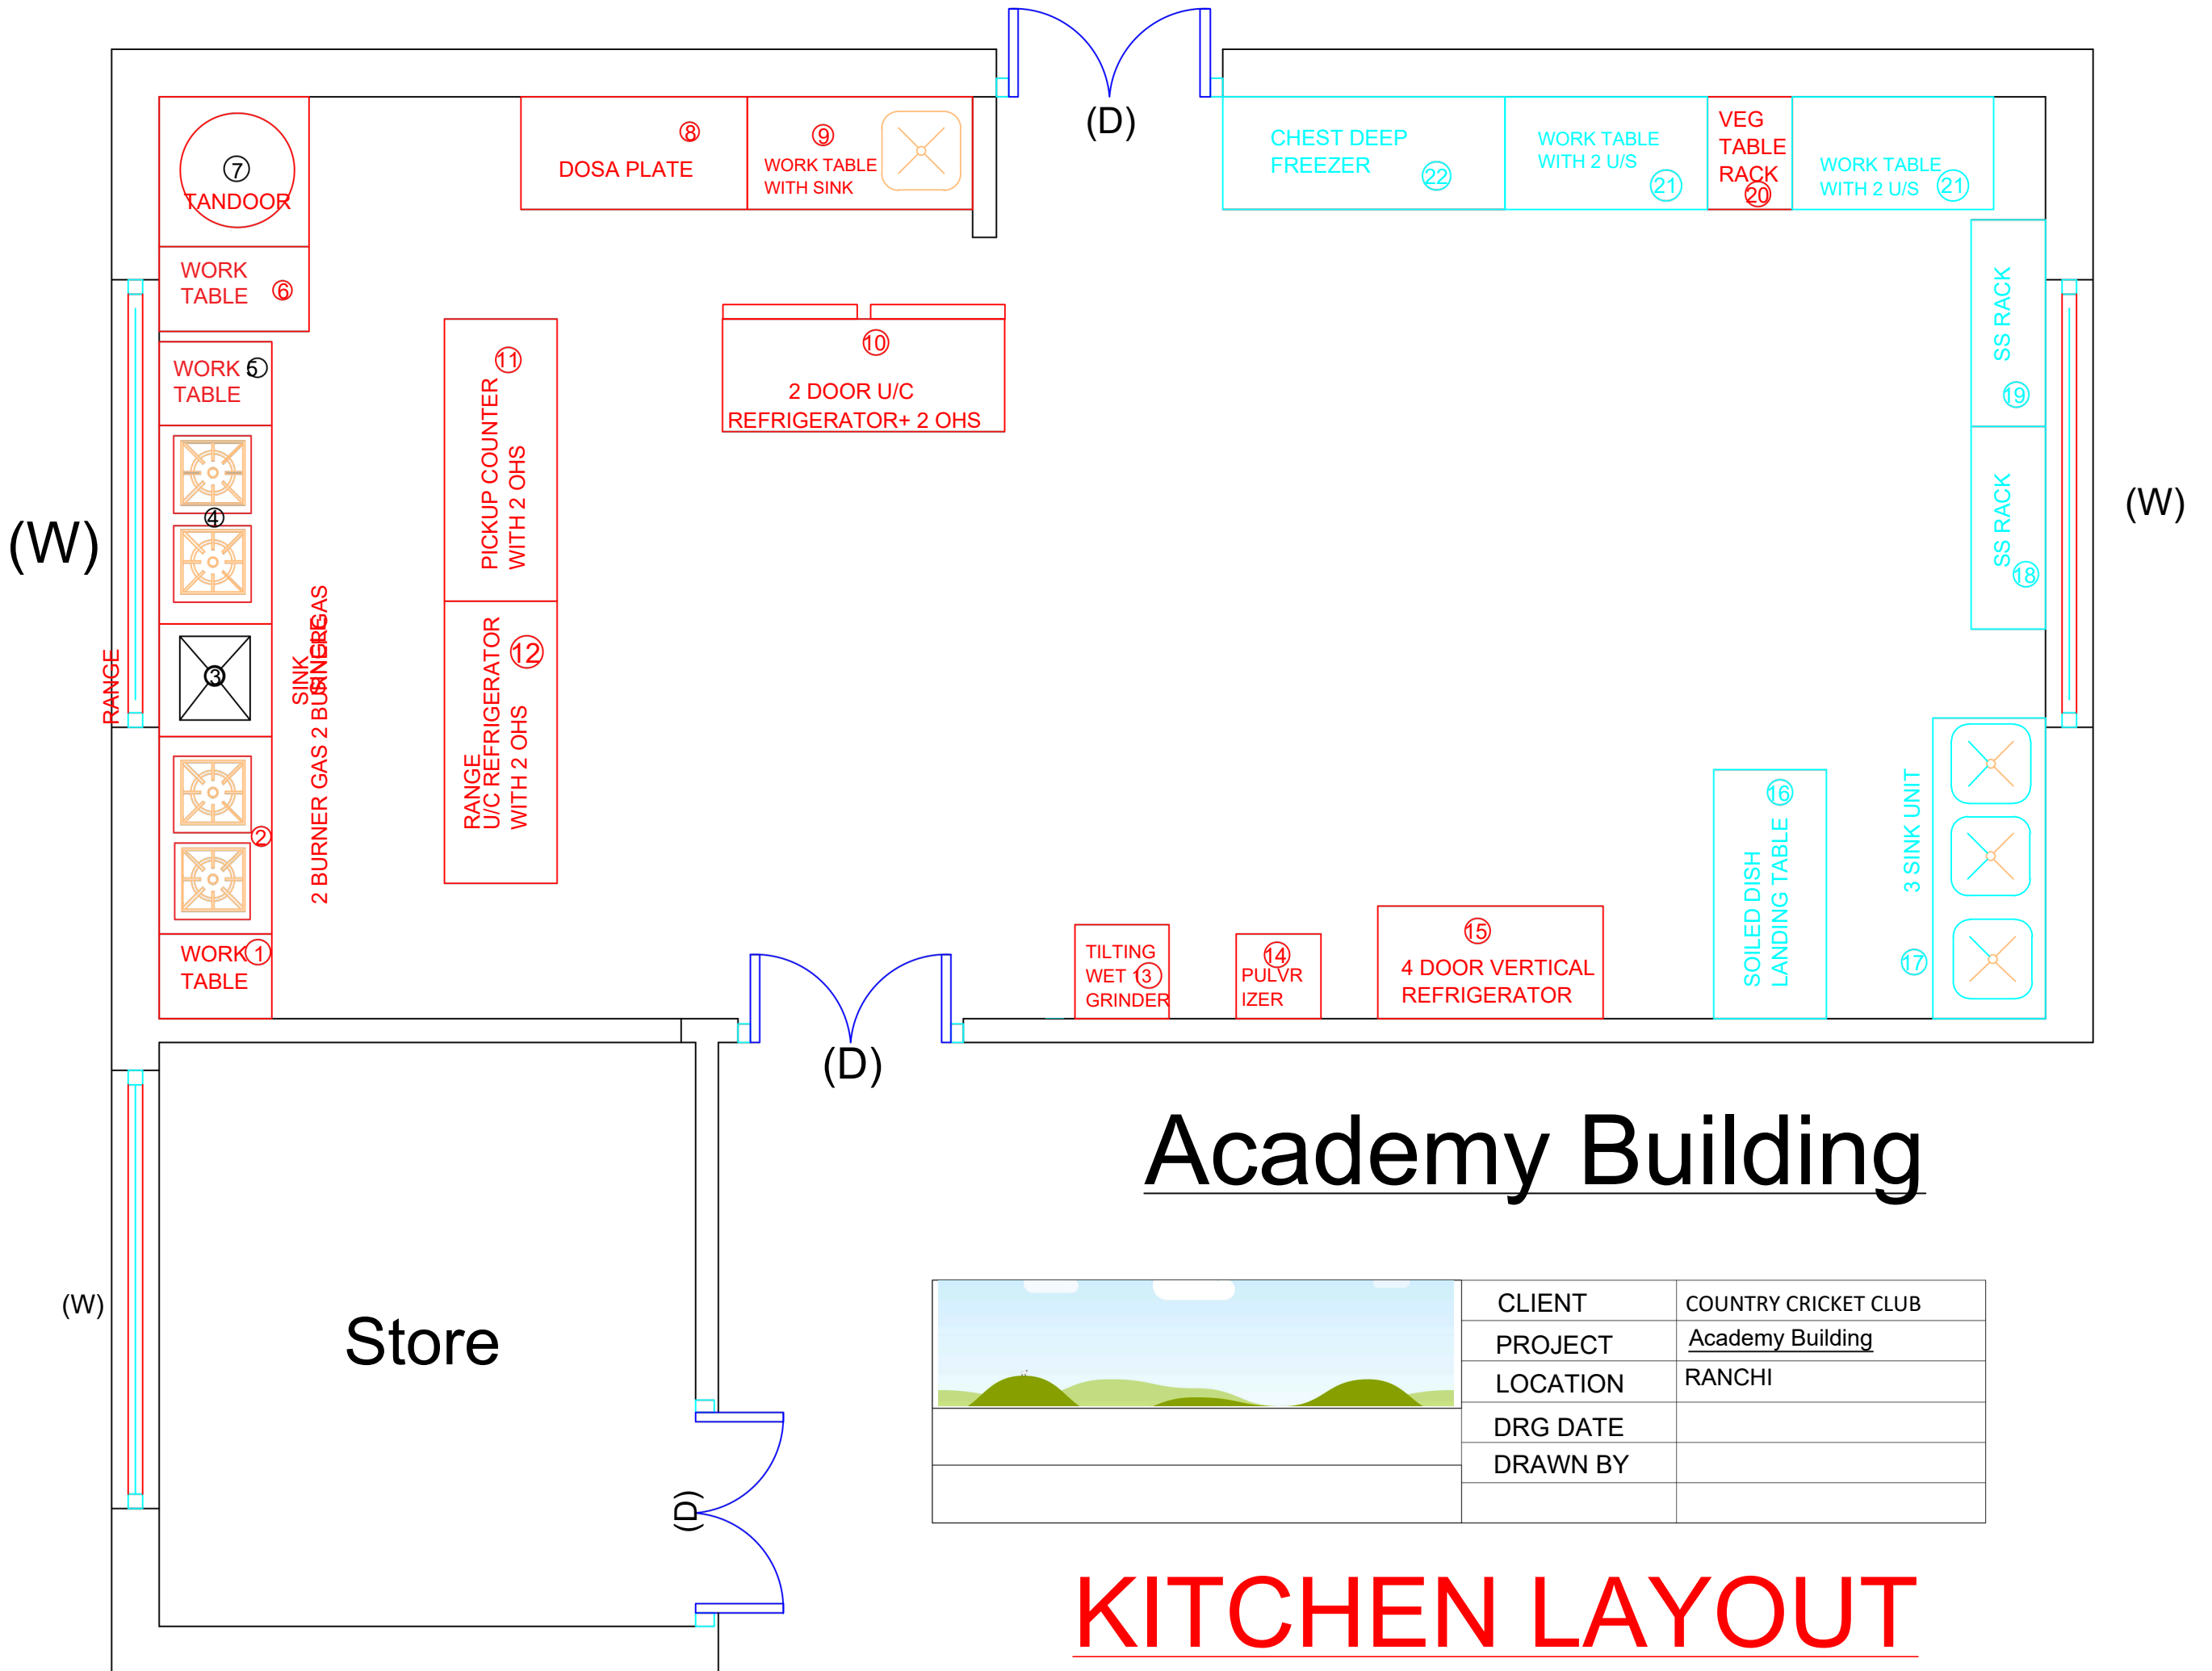 (D)
7
TANDOOR
8
DOSA PLATE
9
WORK TABLE
WITH SINK
CHEST DEEP
FREEZER
22
WORK TABLE
WITH 2 U/S
21
VEG
TABLE
RACK
20
WORK TABLE
WITH 2 U/S
21
WORK
TABLE
6
WORK
TABLE
5
11
PICKUP COUNTER
WITH 2 OHS
10
2 DOOR U/C
REFRIGERATOR+ 2 OHS
SS RACK
19
SS RACK
18
(W)
(W)
4
RANGE
3
SINK
2 BURNER GAS 2 BURNER GAS
12
RANGE
U/C REFRIGERATOR
WITH 2 OHS
2
WORK
TABLE
1
TILTING
WET
GRINDER
13
14
PULVR
IZER
15
4 DOOR VERTICAL
REFRIGERATOR
16
SOILED DISH
LANDING TABLE
3 SINK UNIT
17
(D)
Academy Building
(W)
Store
(D)
CLIENT COUNTRY CRICKET CLUB
PROJECT Academy Building
LOCATION RANCHI
DRG DATE
DRAWN BY
KITCHEN LAYOUT